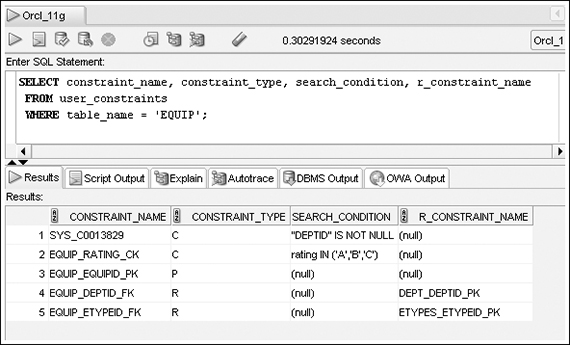 Orcl_11g
0.30291924 seconds
Orcl_1
Enter SQL Statement:
SELECT constraint_name, constraint_type, search_condition, r_constraint_name
FROM user_constraints
WHERE table_name = 'EQUIP';
Results Script Output Explain Autotrace DBMS Output OWA Output
Results:
CONSTRAINT_NAME CONSTRAINT_TYPE SEARCH_CONDITION R_CONSTRAINT_NAME
1 SYS_C0013829 C "DEPTID" IS NOT NULL (null)
2 EQUIP_RATING_CK C rating IN ('A','B','C') (null)
3 EQUIP_EQUIPID_PK P (null) (null)
4 EQUIP_DEPTID_FK R (null) DEPT_DEPTID_PK
5 EQUIP_ETYPEID_FK R (null) ETYPES_ETYPEID_PK